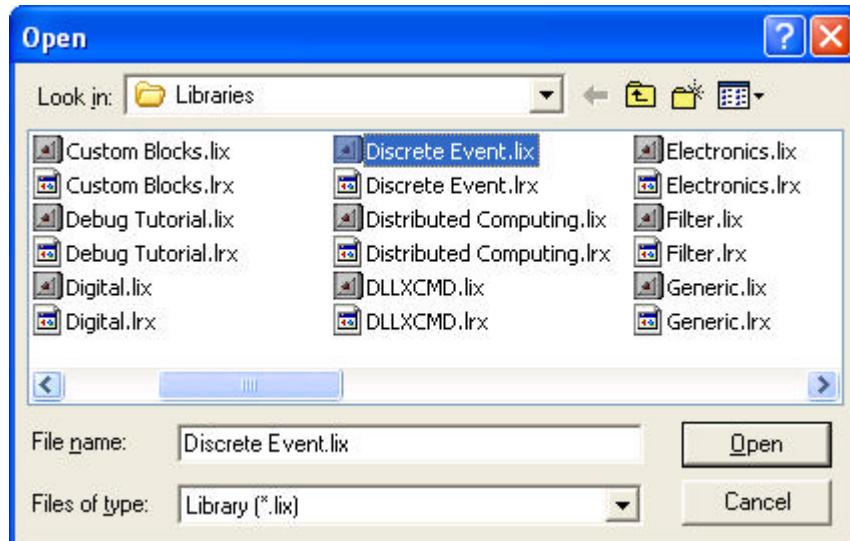 Open
Look in: Libraries
Custom Blocks.lix Discrete Event.lix Electronics.lix
Custom Blocks.lrx Discrete Event.lrx Electronics.lrx
Debug Tutorial.lix Distributed Computing.lix Filter.lix
Debug Tutorial.lrx Distributed Computing.lrx Filter.lrx
Digital.lix DLLXCMD.lix Generic.lix
Digital.lrx DLLXCMD.lrx Generic.lrx
File name: Discrete Event.lix Open
Files of type: Library (*.lix) Cancel